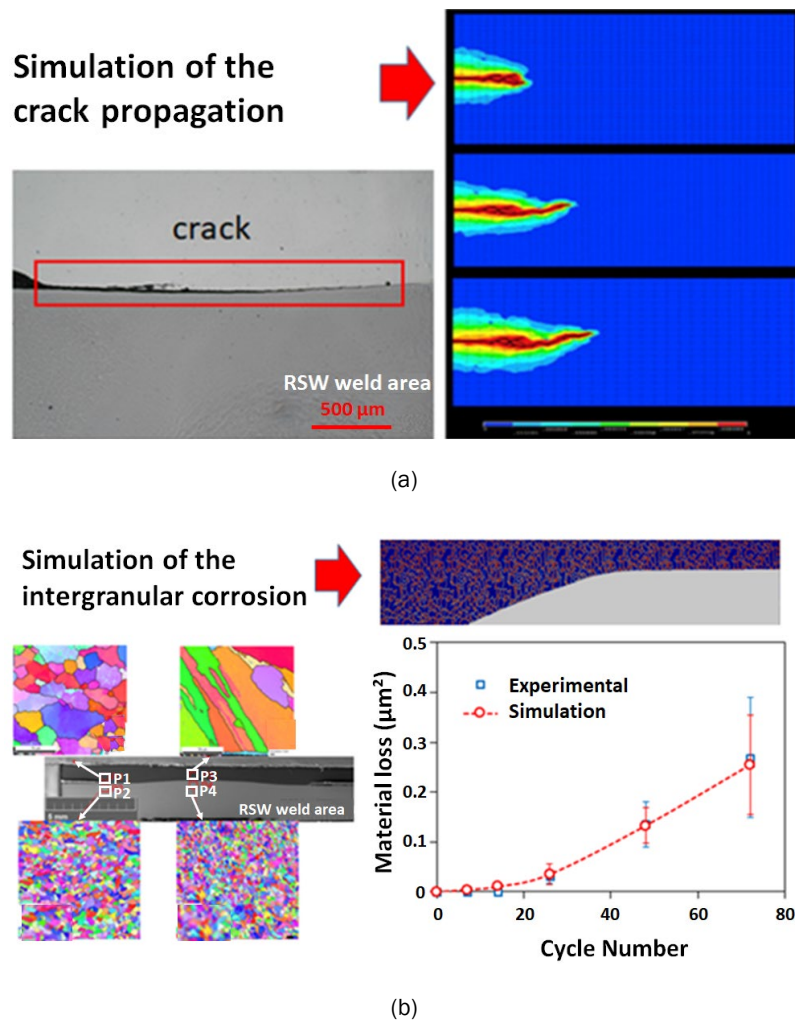 Simulation of the
crack propagation
crack
RSW weld area
500 µm
(a)
Simulation of the
intergranular corrosion
P1
P2
P3
P4
RSW weld area
5 mm
0.5
0.4
0.3
0.2
0.1
0
Material loss (µm²)
Experimental
Simulation
0
20
40
60
80
Cycle Number
(b)